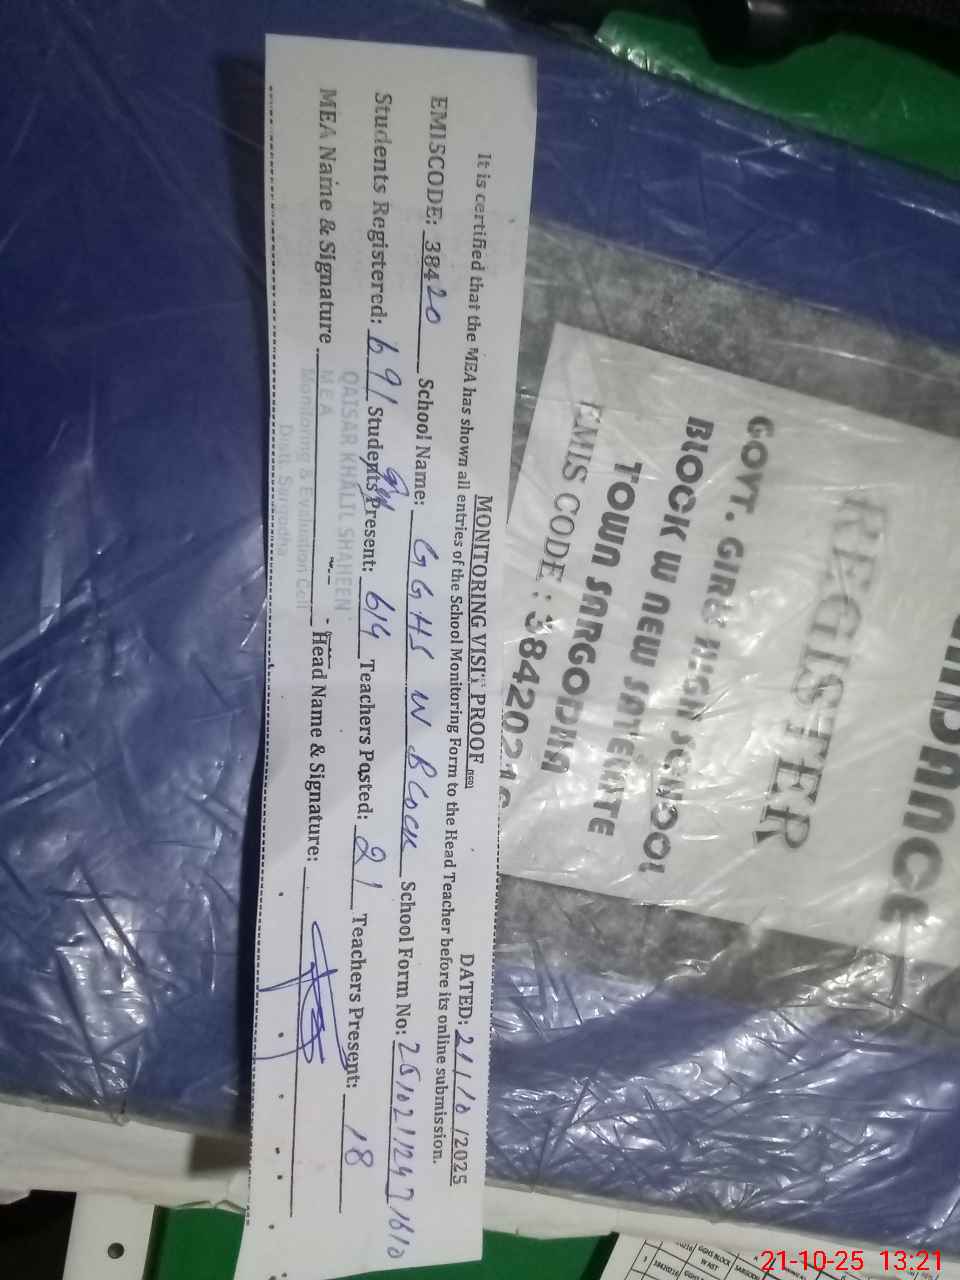 MONITORING VISIT PROOF
DATED: 21/10/2025
It is certified that the MEA has shown all entries of the School Monitoring Form to the Head Teacher before its online submission.
EMISCODE: 38420 School Name: GGHS W BLOCK School Form No:
Students Registered: 691 Students Present: 619 Teachers Posted: 21 Teachers Present: 18
MEA Name & Signature Head Name & Signature:
QAISAR KHALIL SHAHEEN
MEA
Monitoring & Evaluation Cell
Distt. Sargodha
REGISTER
GOVT. GIRLS HIGH SCHOOL
BLOCK W NEW SATELLITE
TOWN SARGODHA
EMIS CODE : 38420216
21-10-25 13:21